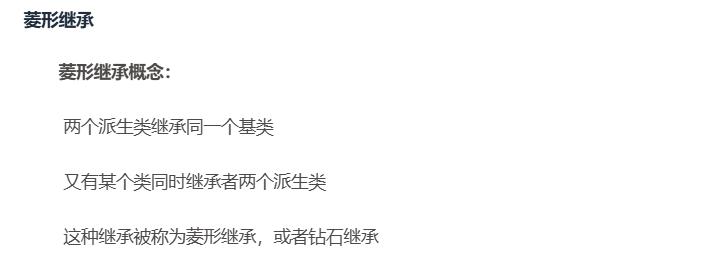 菱形继承
菱形继承概念：
两个派生类继承同一个基类
又有某个类同时继承者两个派生类
这种继承被称为菱形继承，或者钻石继承